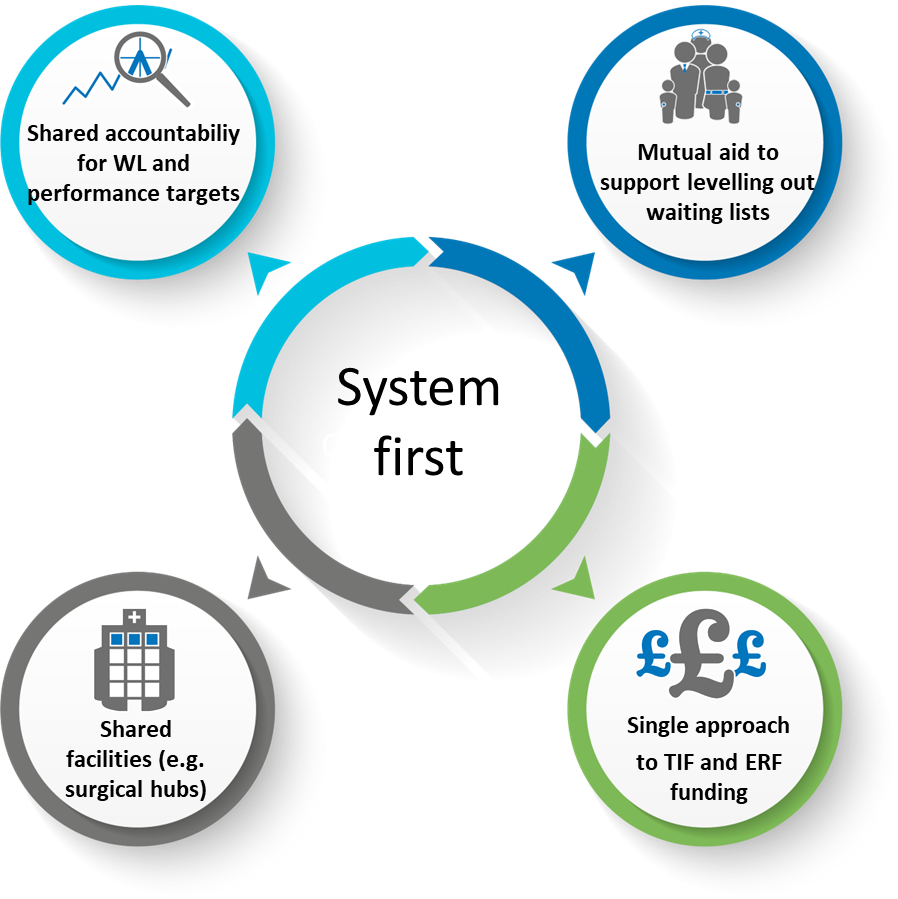 Shared accountabiliy
for WL and
performance targets
Mutual aid to
support levelling out
waiting lists
System
first
Shared
facilities (e.g.
surgical hubs)
£££
Single approach
to TIF and ERF
funding